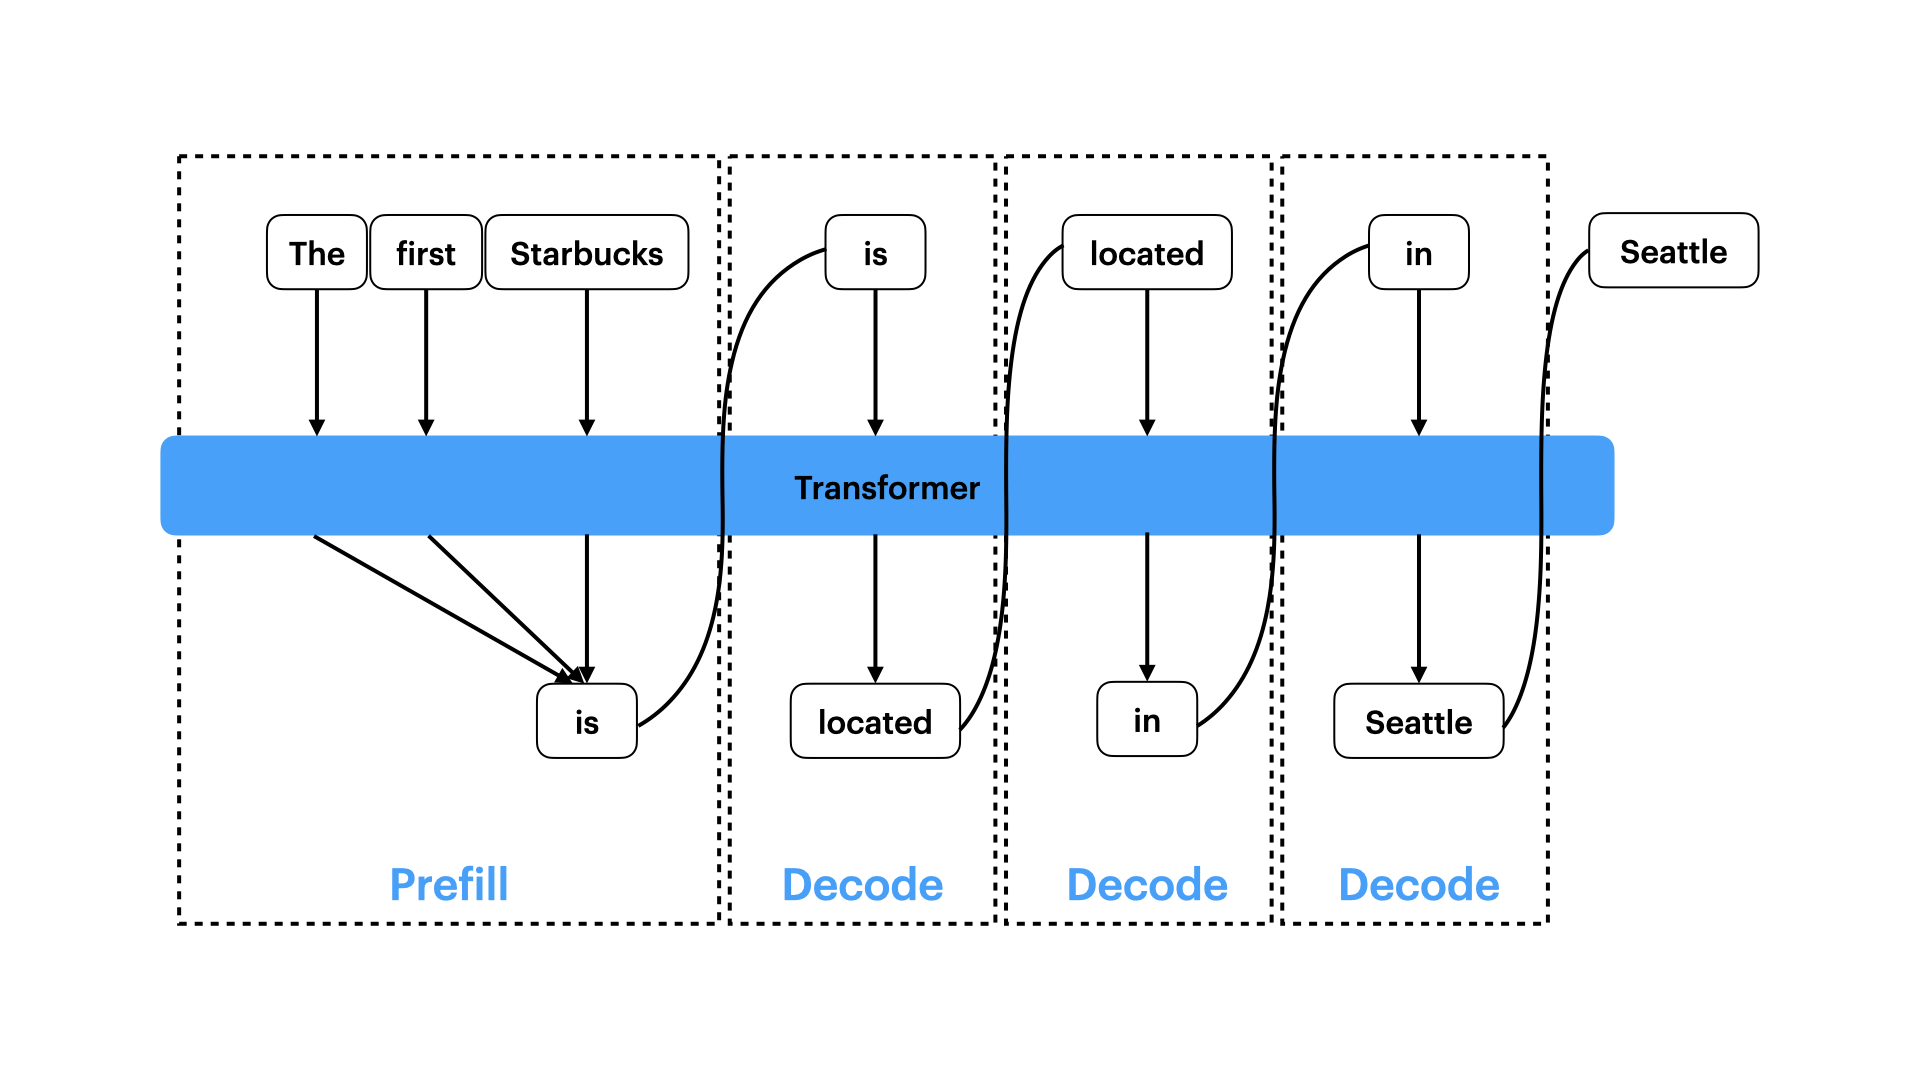 The first Starbucks is located in Seattle
Transformer
is located in Seattle
Prefill Decode Decode Decode